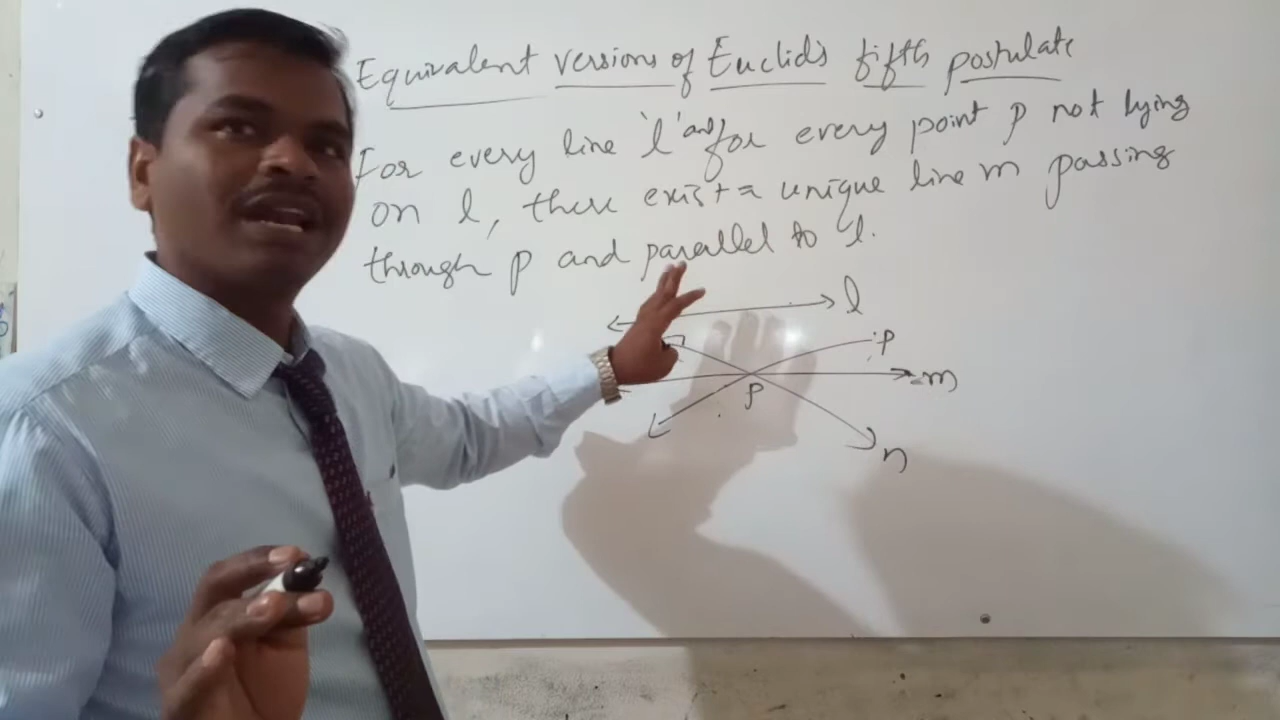 Equivalent versions of Euclid's fifth postulate
For every line 'l' and for every point p not lying
on l, there exist a unique line m passing
through p and parallel to 'l.
l
p
m
p
n